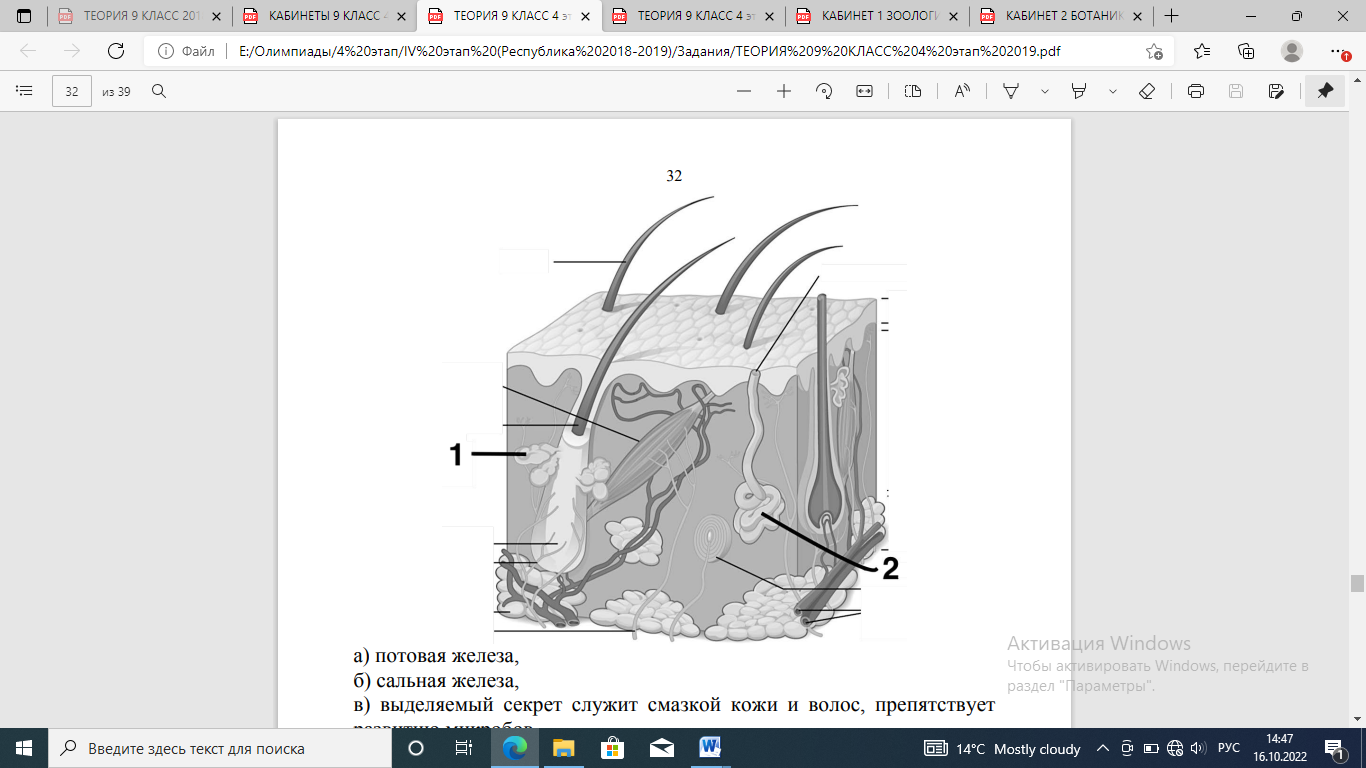 ТЕОРИЯ 9 КЛАСС 201
КАБИНЕТЫ 9 КЛАСС 4
ТЕОРИЯ 9 КЛАСС 4 эт
ТЕОРИЯ 9 КЛАСС 4 эт
КАБИНЕТ 1 ЗООЛОГИ
КАБИНЕТ 2 БОТАНИК
Файл
E:/Олимпиады/4%20этап/IV%20этап%20(Республика%202018-2019)/Задания/ТЕОРИЯ%209%20КЛАСС%204%20этап%202019.pdf
32
из 39
32
1
2
а) потовая железа,
б) сальная железа,
в) выделяемый секрет служит смазкой кожи и волос, препятствует
развитию микробов
Активация Windows
Чтобы активировать Windows, перейдите в
раздел "Параметры".
Введите здесь текст для поиска
14°C Mostly cloudy
РУС
14:47
16.10.2022
1